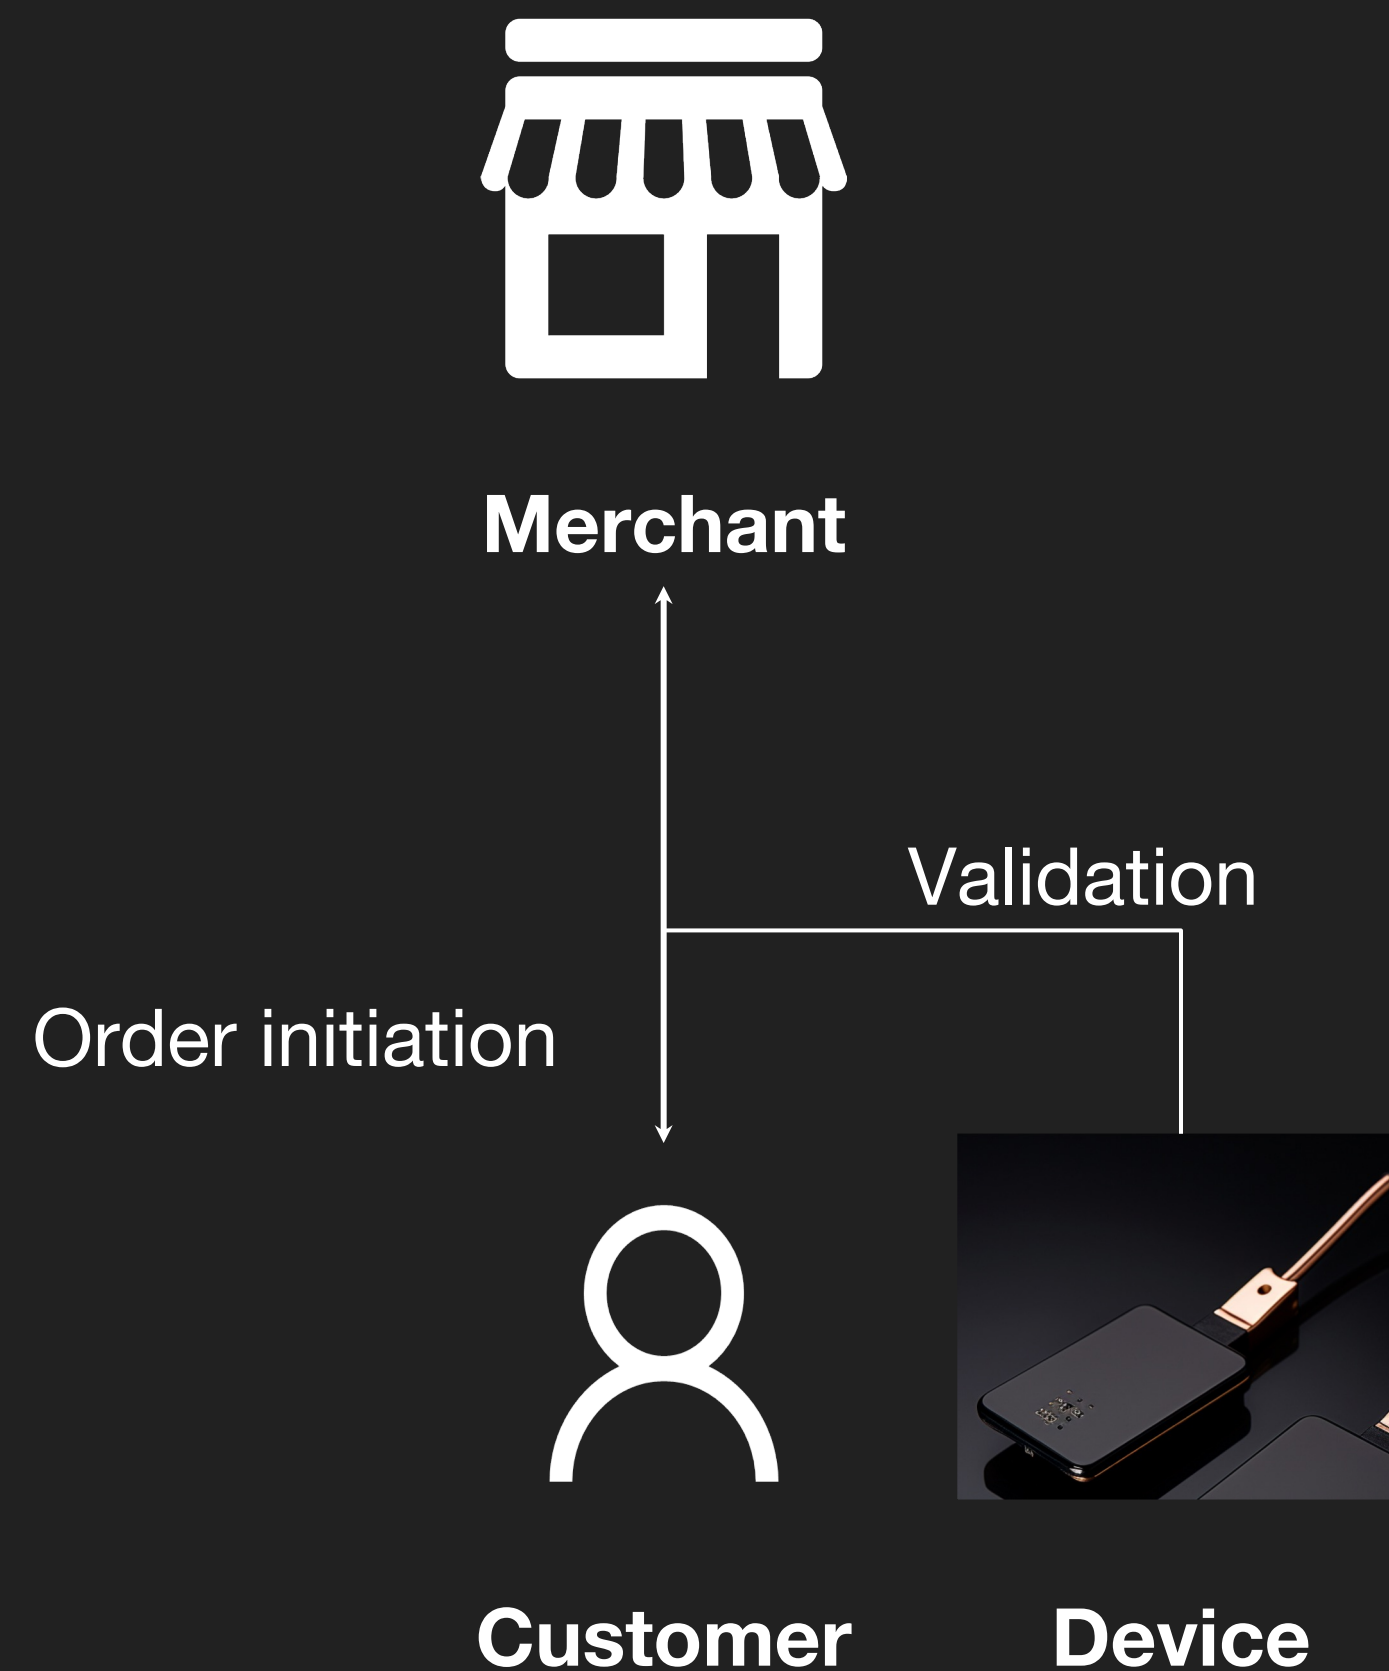 Merchant
Validation
Order initiation
Customer
Device